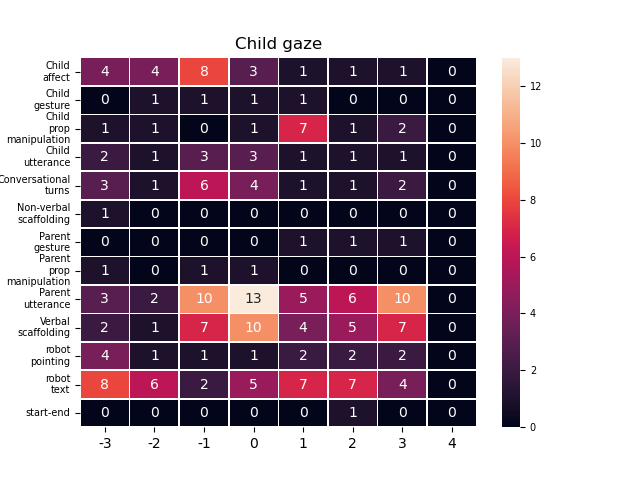 Child gaze
Child
affect
4 4 8 3 1 1 1 0
Child
gesture
0 1 1 1 1 0 0 0
Child
prop
manipulation
1 1 0 1 7 1 2 0
Child
utterance
2 1 3 3 1 1 1 0
Conversational
turns
3 1 6 4 1 1 2 0
Non-verbal
scaffolding
1 0 0 0 0 0 0 0
Parent
gesture
0 0 0 0 1 1 1 0
Parent
prop
manipulation
1 0 1 1 0 0 0 0
Parent
utterance
3 2 10 13 5 6 10 0
Verbal
scaffolding
2 1 7 10 4 5 7 0
robot
pointing
4 1 1 1 2 2 2 0
robot
text
8 6 2 5 7 7 4 0
start-end
0 0 0 0 0 1 0 0
-3 -2 -1 0 1 2 3 4
12
10
8
6
4
2
0